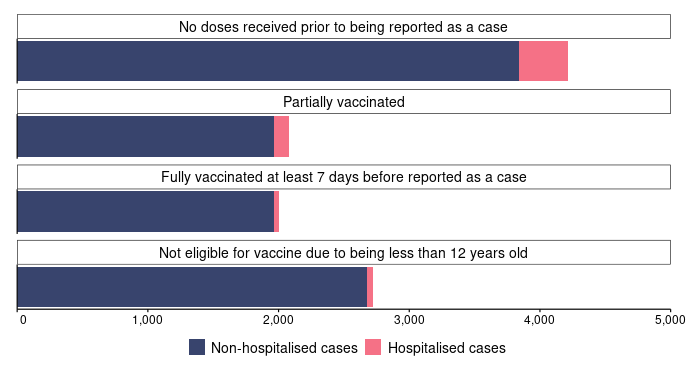 No doses received prior to being reported as a case
Partially vaccinated
Fully vaccinated at least 7 days before reported as a case
Not eligible for vaccine due to being less than 12 years old
0 1,000 2,000 3,000 4,000 5,000
Non-hospitalised cases Hospitalised cases